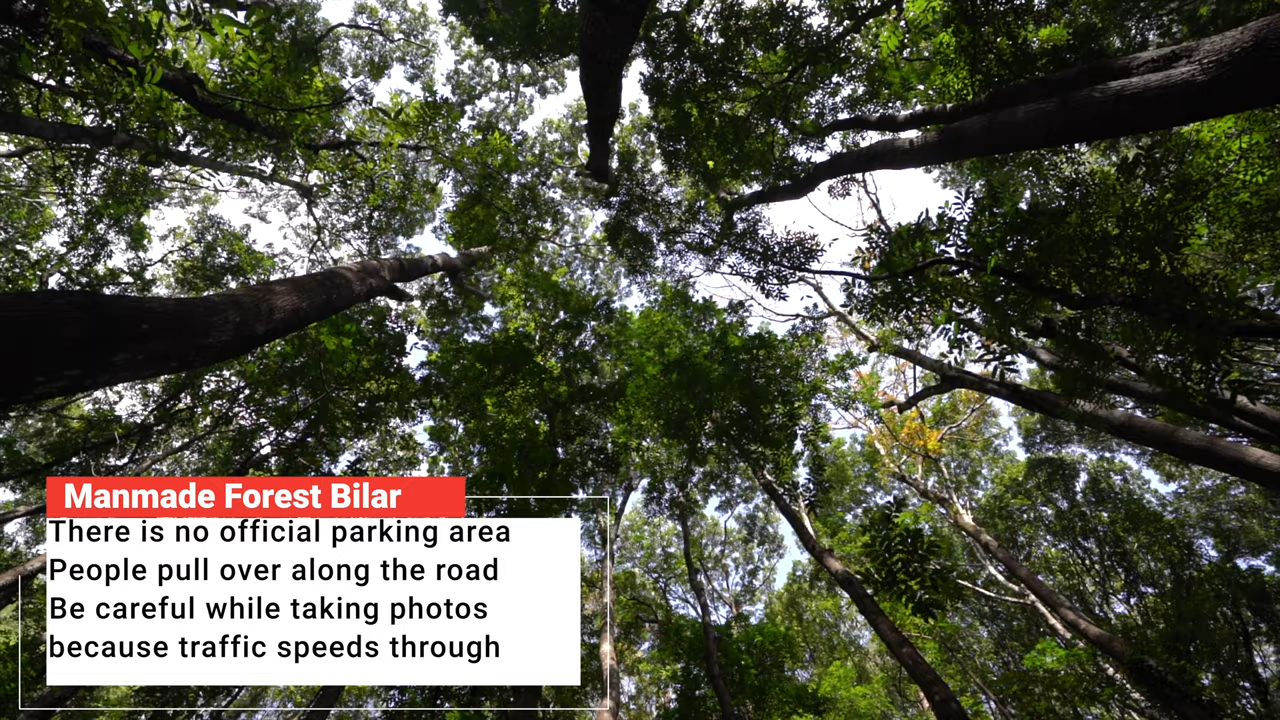 Manmade Forest Bilar
There is no official parking area
People pull over along the road
Be careful while taking photos
because traffic speeds through